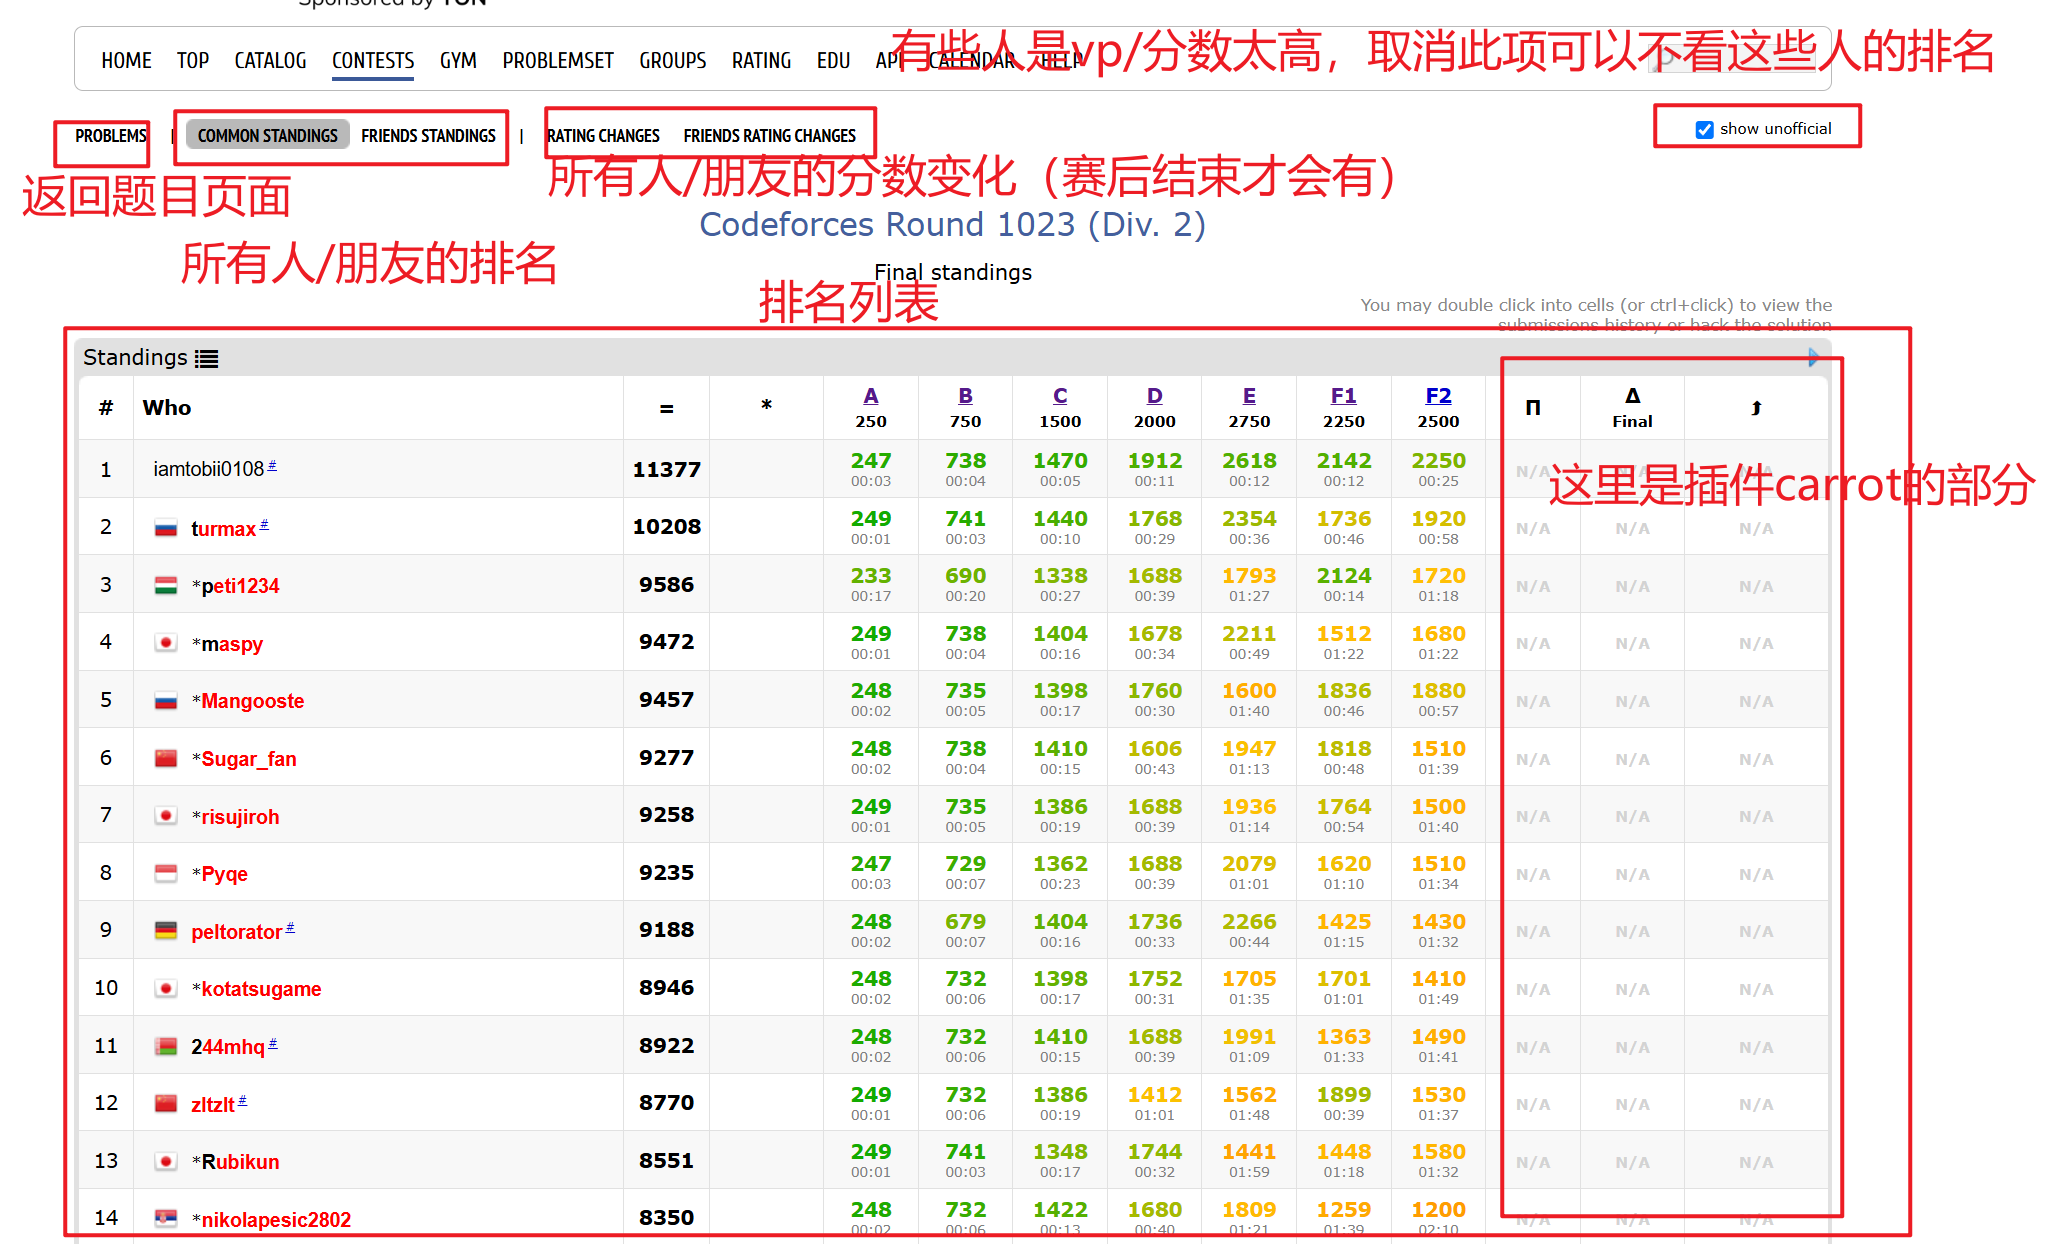 Sponsored by TON
有些人是vp/分数太高，取消此项可以不看这些人的排名
HOME TOP CATALOG CONTESTS GYM PROBLEMSET GROUPS RATING EDU API CALENDAR HELP
PROBLEMS | COMMON STANDINGS FRIENDS STANDINGS | RATING CHANGES FRIENDS RATING CHANGES
show unofficial
返回题目页面
所有人/朋友的分数变化（赛后结束才会有）
Codeforces Round 1023 (Div. 2)
所有人/朋友的排名
Final standings
排名列表
You may double click into cells (or ctrl+click) to view the
submissions history or hack the solution
Standings
# Who = * A B C D E F1 F2 Π Δ ⮭
250 750 1500 2000 2750 2250 2500 Final
1 iamtobii0108 # 11377 247 738 1470 1912 2618 2142 2250 N/A
00:03 00:04 00:05 00:11 00:12 00:12 00:25
这里是插件carrot的部分
2 turmax # 10208 249 741 1440 1768 2354 1736 1920 N/A N/A N/A
00:01 00:03 00:10 00:29 00:36 00:46 00:58
3 *peti1234 9586 233 690 1338 1688 1793 2124 1720 N/A N/A N/A
00:17 00:20 00:27 00:39 01:27 00:14 01:18
4 *maspy 9472 249 738 1404 1678 2211 1512 1680 N/A N/A N/A
00:01 00:04 00:16 00:34 00:49 01:22 01:22
5 *Mangooste 9457 248 735 1398 1760 1600 1836 1880 N/A N/A N/A
00:02 00:05 00:17 00:30 01:40 00:46 00:57
6 *Sugar_fan 9277 248 738 1410 1606 1947 1818 1510 N/A N/A N/A
00:02 00:04 00:15 00:43 01:13 00:48 01:39
7 *risujiroh 9258 249 735 1386 1688 1936 1764 1500 N/A N/A N/A
00:01 00:05 00:19 00:39 01:14 00:54 01:40
8 *Pyqe 9235 247 729 1362 1688 2079 1620 1510 N/A N/A N/A
00:03 00:07 00:23 00:39 01:01 01:10 01:34
9 peltorator # 9188 248 679 1404 1736 2266 1425 1430 N/A N/A N/A
00:02 00:07 00:16 00:33 00:44 01:15 01:32
10 *kotatsugame 8946 248 732 1398 1752 1705 1701 1410 N/A N/A N/A
00:02 00:06 00:17 00:31 01:35 01:01 01:49
11 244mhq # 8922 248 732 1410 1688 1991 1363 1490 N/A N/A N/A
00:02 00:06 00:15 00:39 01:09 01:33 01:41
12 zltzlt # 8770 249 732 1386 1412 1562 1899 1530 N/A N/A N/A
00:01 00:06 00:19 01:01 01:48 00:39 01:37
13 *Rubikun 8551 249 741 1348 1744 1441 1448 1580 N/A N/A N/A
00:01 00:03 00:17 00:32 01:59 01:18 01:32
14 *nikolapesic2802 8350 248 732 1422 1680 1809 1259 1200 N/A N/A N/A
00:02 00:06 00:13 00:40 01:21 01:39 02:10